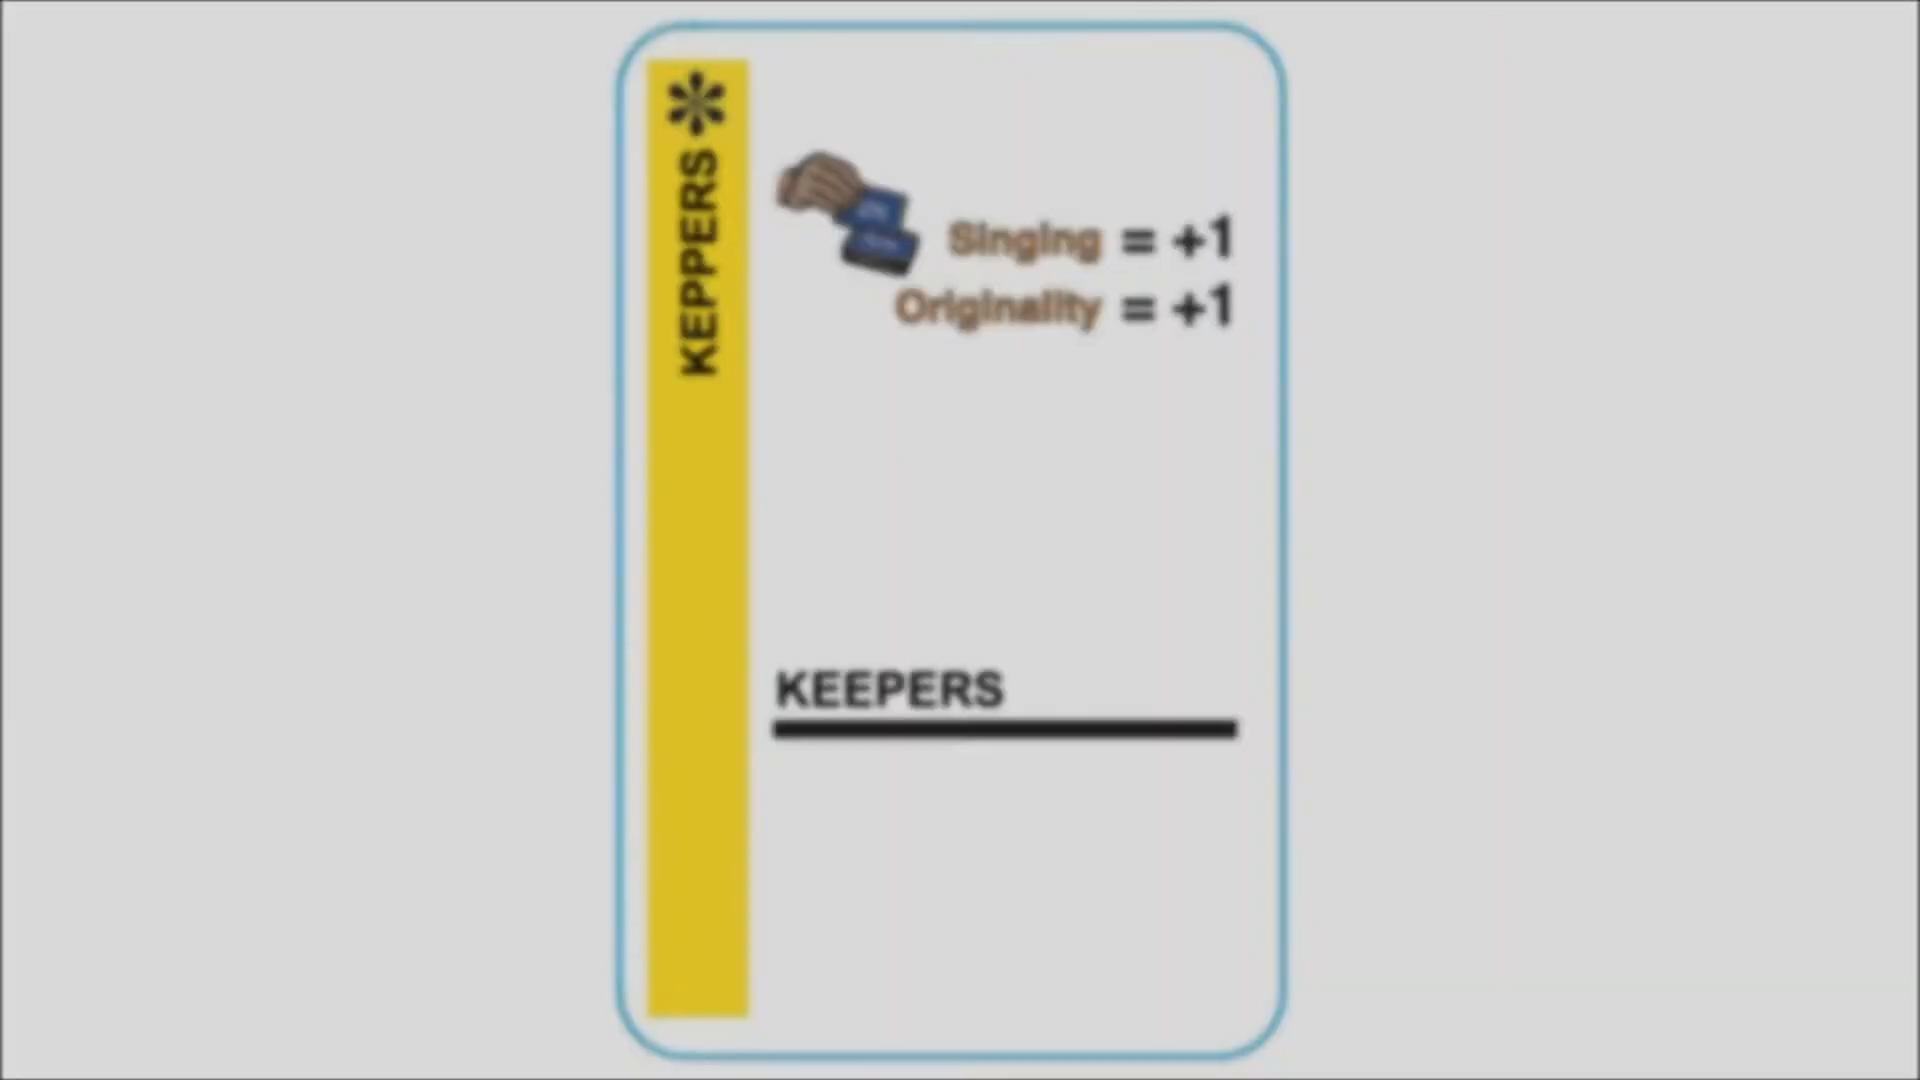 KEPPERS
Singing = +1
Originality = +1
KEEPERS